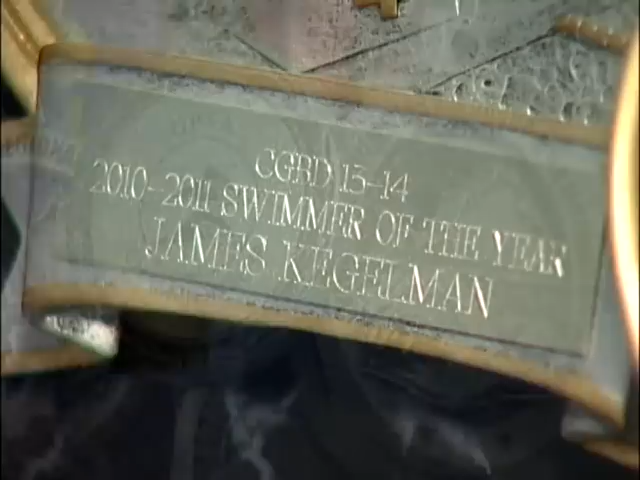 CGBD 13-14
2010-2011 SWIMMER OF THE YEAR
JAMES KEGELMAN